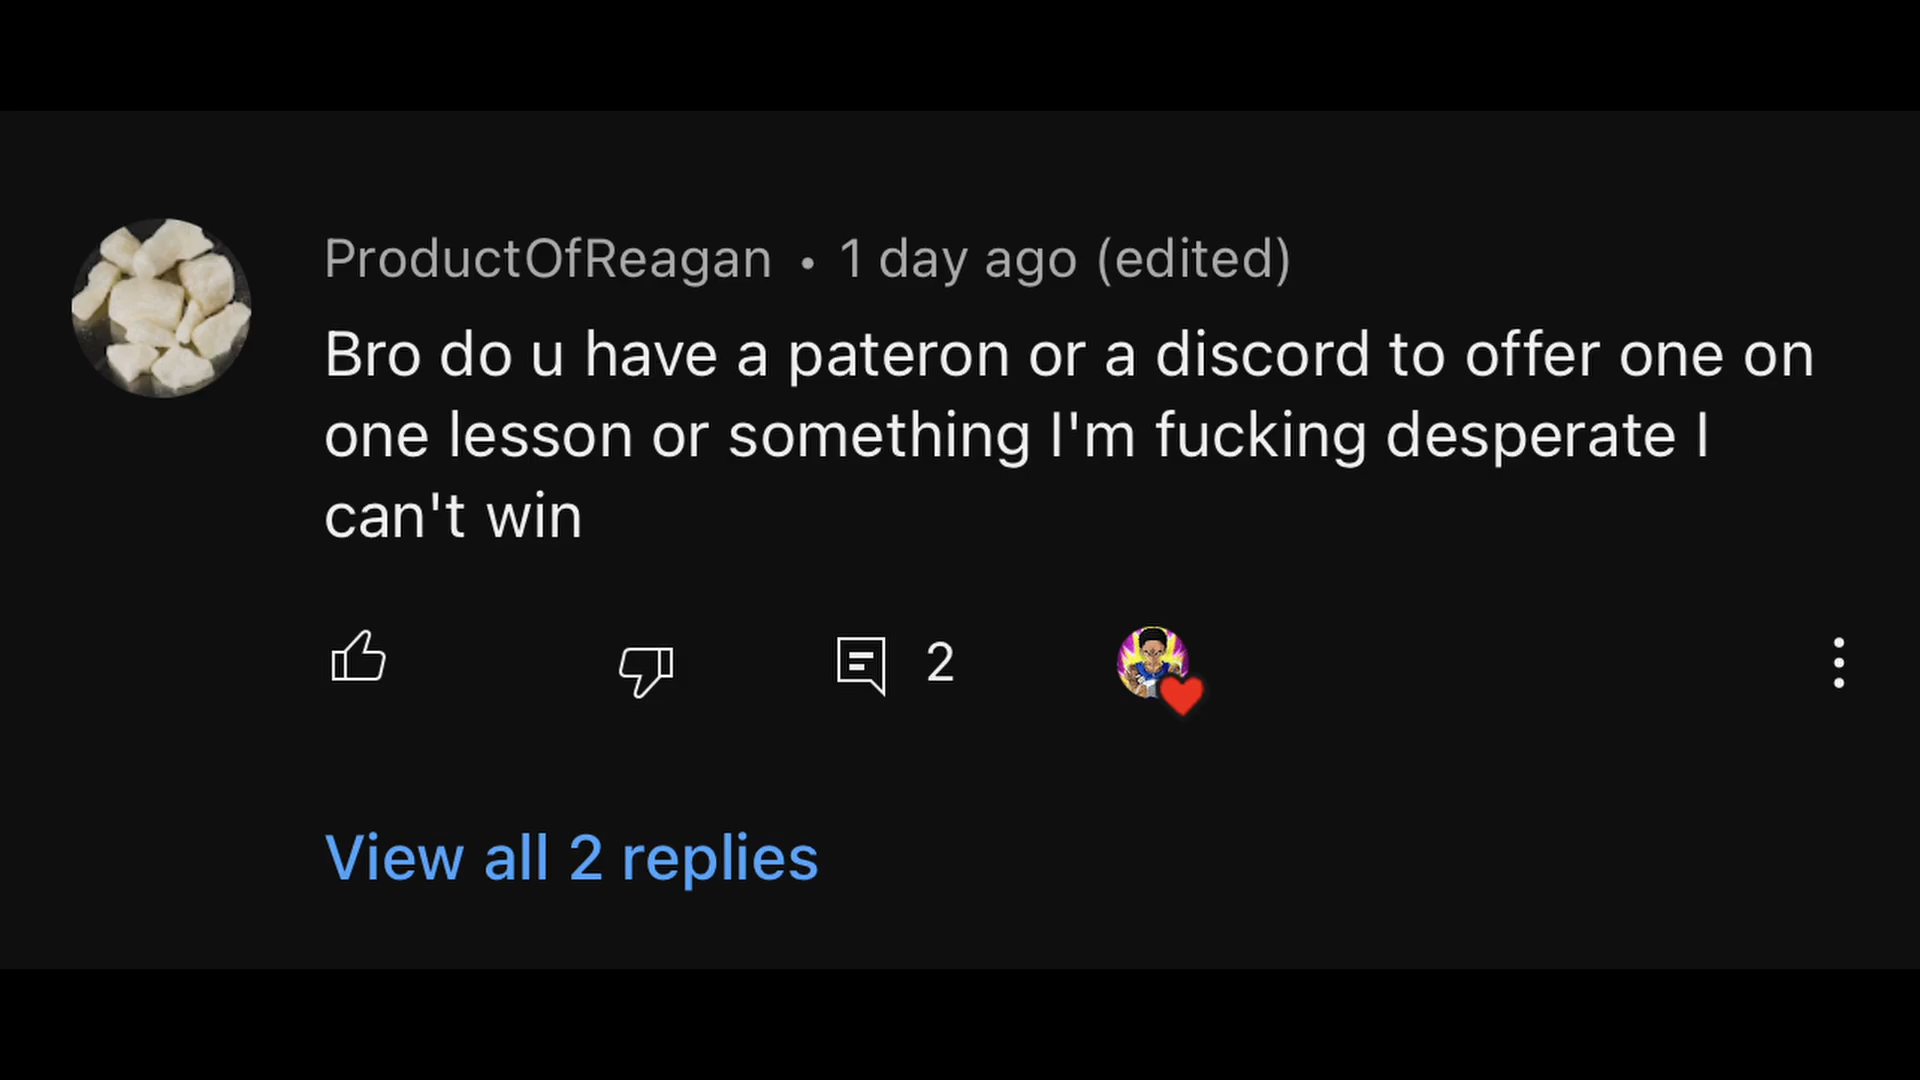 ProductOfReagan • 1 day ago (edited)
Bro do u have a pateron or a discord to offer one on
one lesson or something I'm fucking desperate I
can't win
2
View all 2 replies